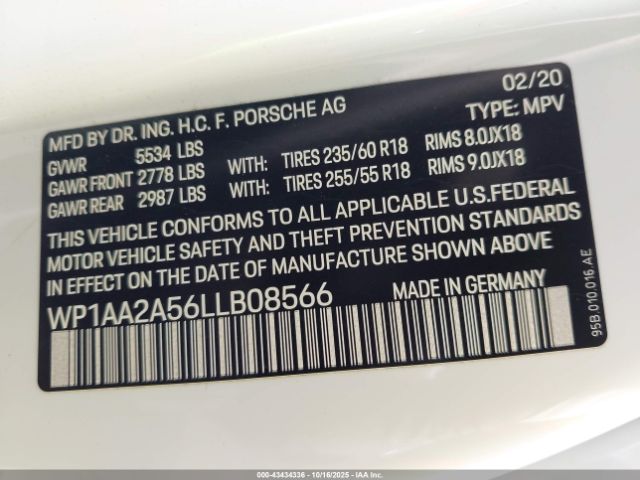 02/20
MFD BY DR. ING. H.C. F. PORSCHE AG TYPE: MPV
GVWR 5534 LBS
GAWR FRONT 2778 LBS WITH: TIRES 235/60 R18 RIMS 8.0JX18
GAWR REAR 2987 LBS WITH: TIRES 255/55 R18 RIMS 9.0JX18
THIS VEHICLE CONFORMS TO ALL APPLICABLE U.S.FEDERAL
MOTOR VEHICLE SAFETY AND THEFT PREVENTION STANDARDS
IN EFFECT ON THE DATE OF MANUFACTURE SHOWN ABOVE.
WP1AA2A56LLB08566 MADE IN GERMANY
95B.010.016.AE
000-43434336 - 10/16/2025 - IAAI.COM